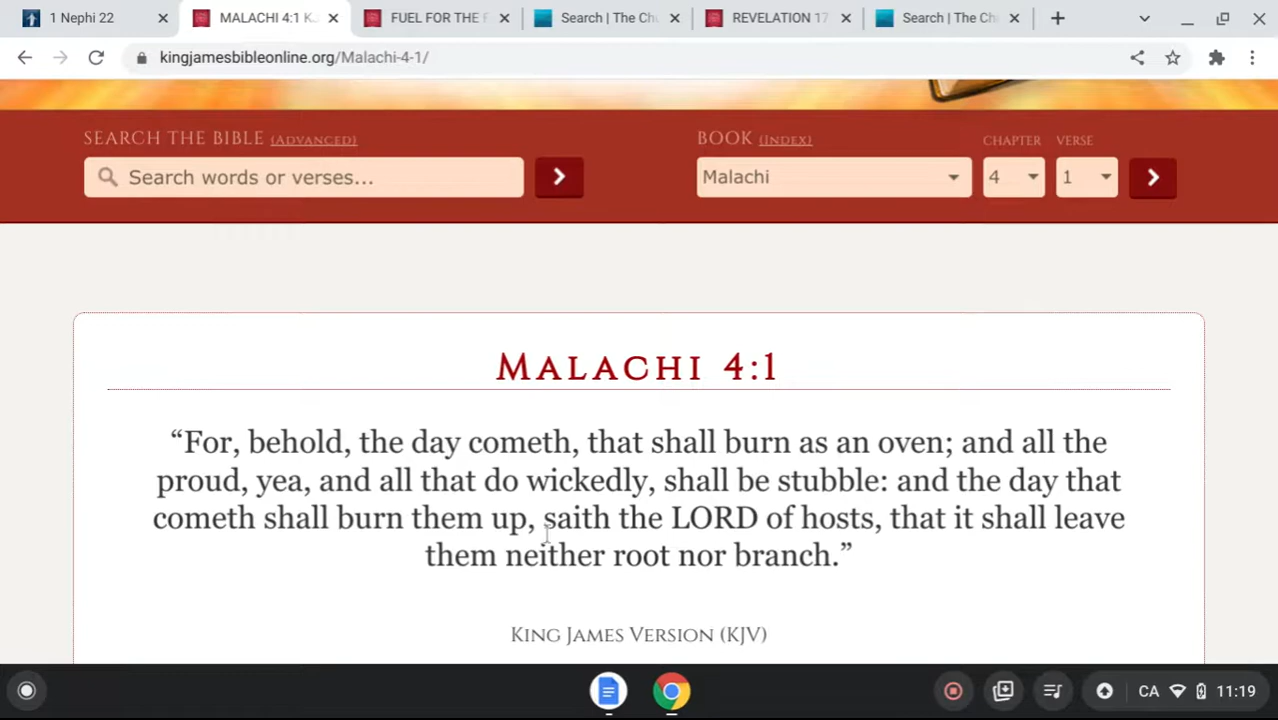 1 Nephi 22
MALACHI 4:1 K
FUEL FOR THE F
Search | The Chu
REVELATION 17
Search | The Chu
kingjamesbibleonline.org/Malachi-4-1/
SEARCH THE BIBLE (ADVANCED)
BOOK (INDEX)
CHAPTER
VERSE
Search words or verses...
Malachi
4
1
MALACHI 4:1
“For, behold, the day cometh, that shall burn as an oven; and all the
proud, yea, and all that do wickedly, shall be stubble: and the day that
cometh shall burn them up, saith the LORD of hosts, that it shall leave
them neither root nor branch.”
KING JAMES VERSION (KJV)
CA
11:19